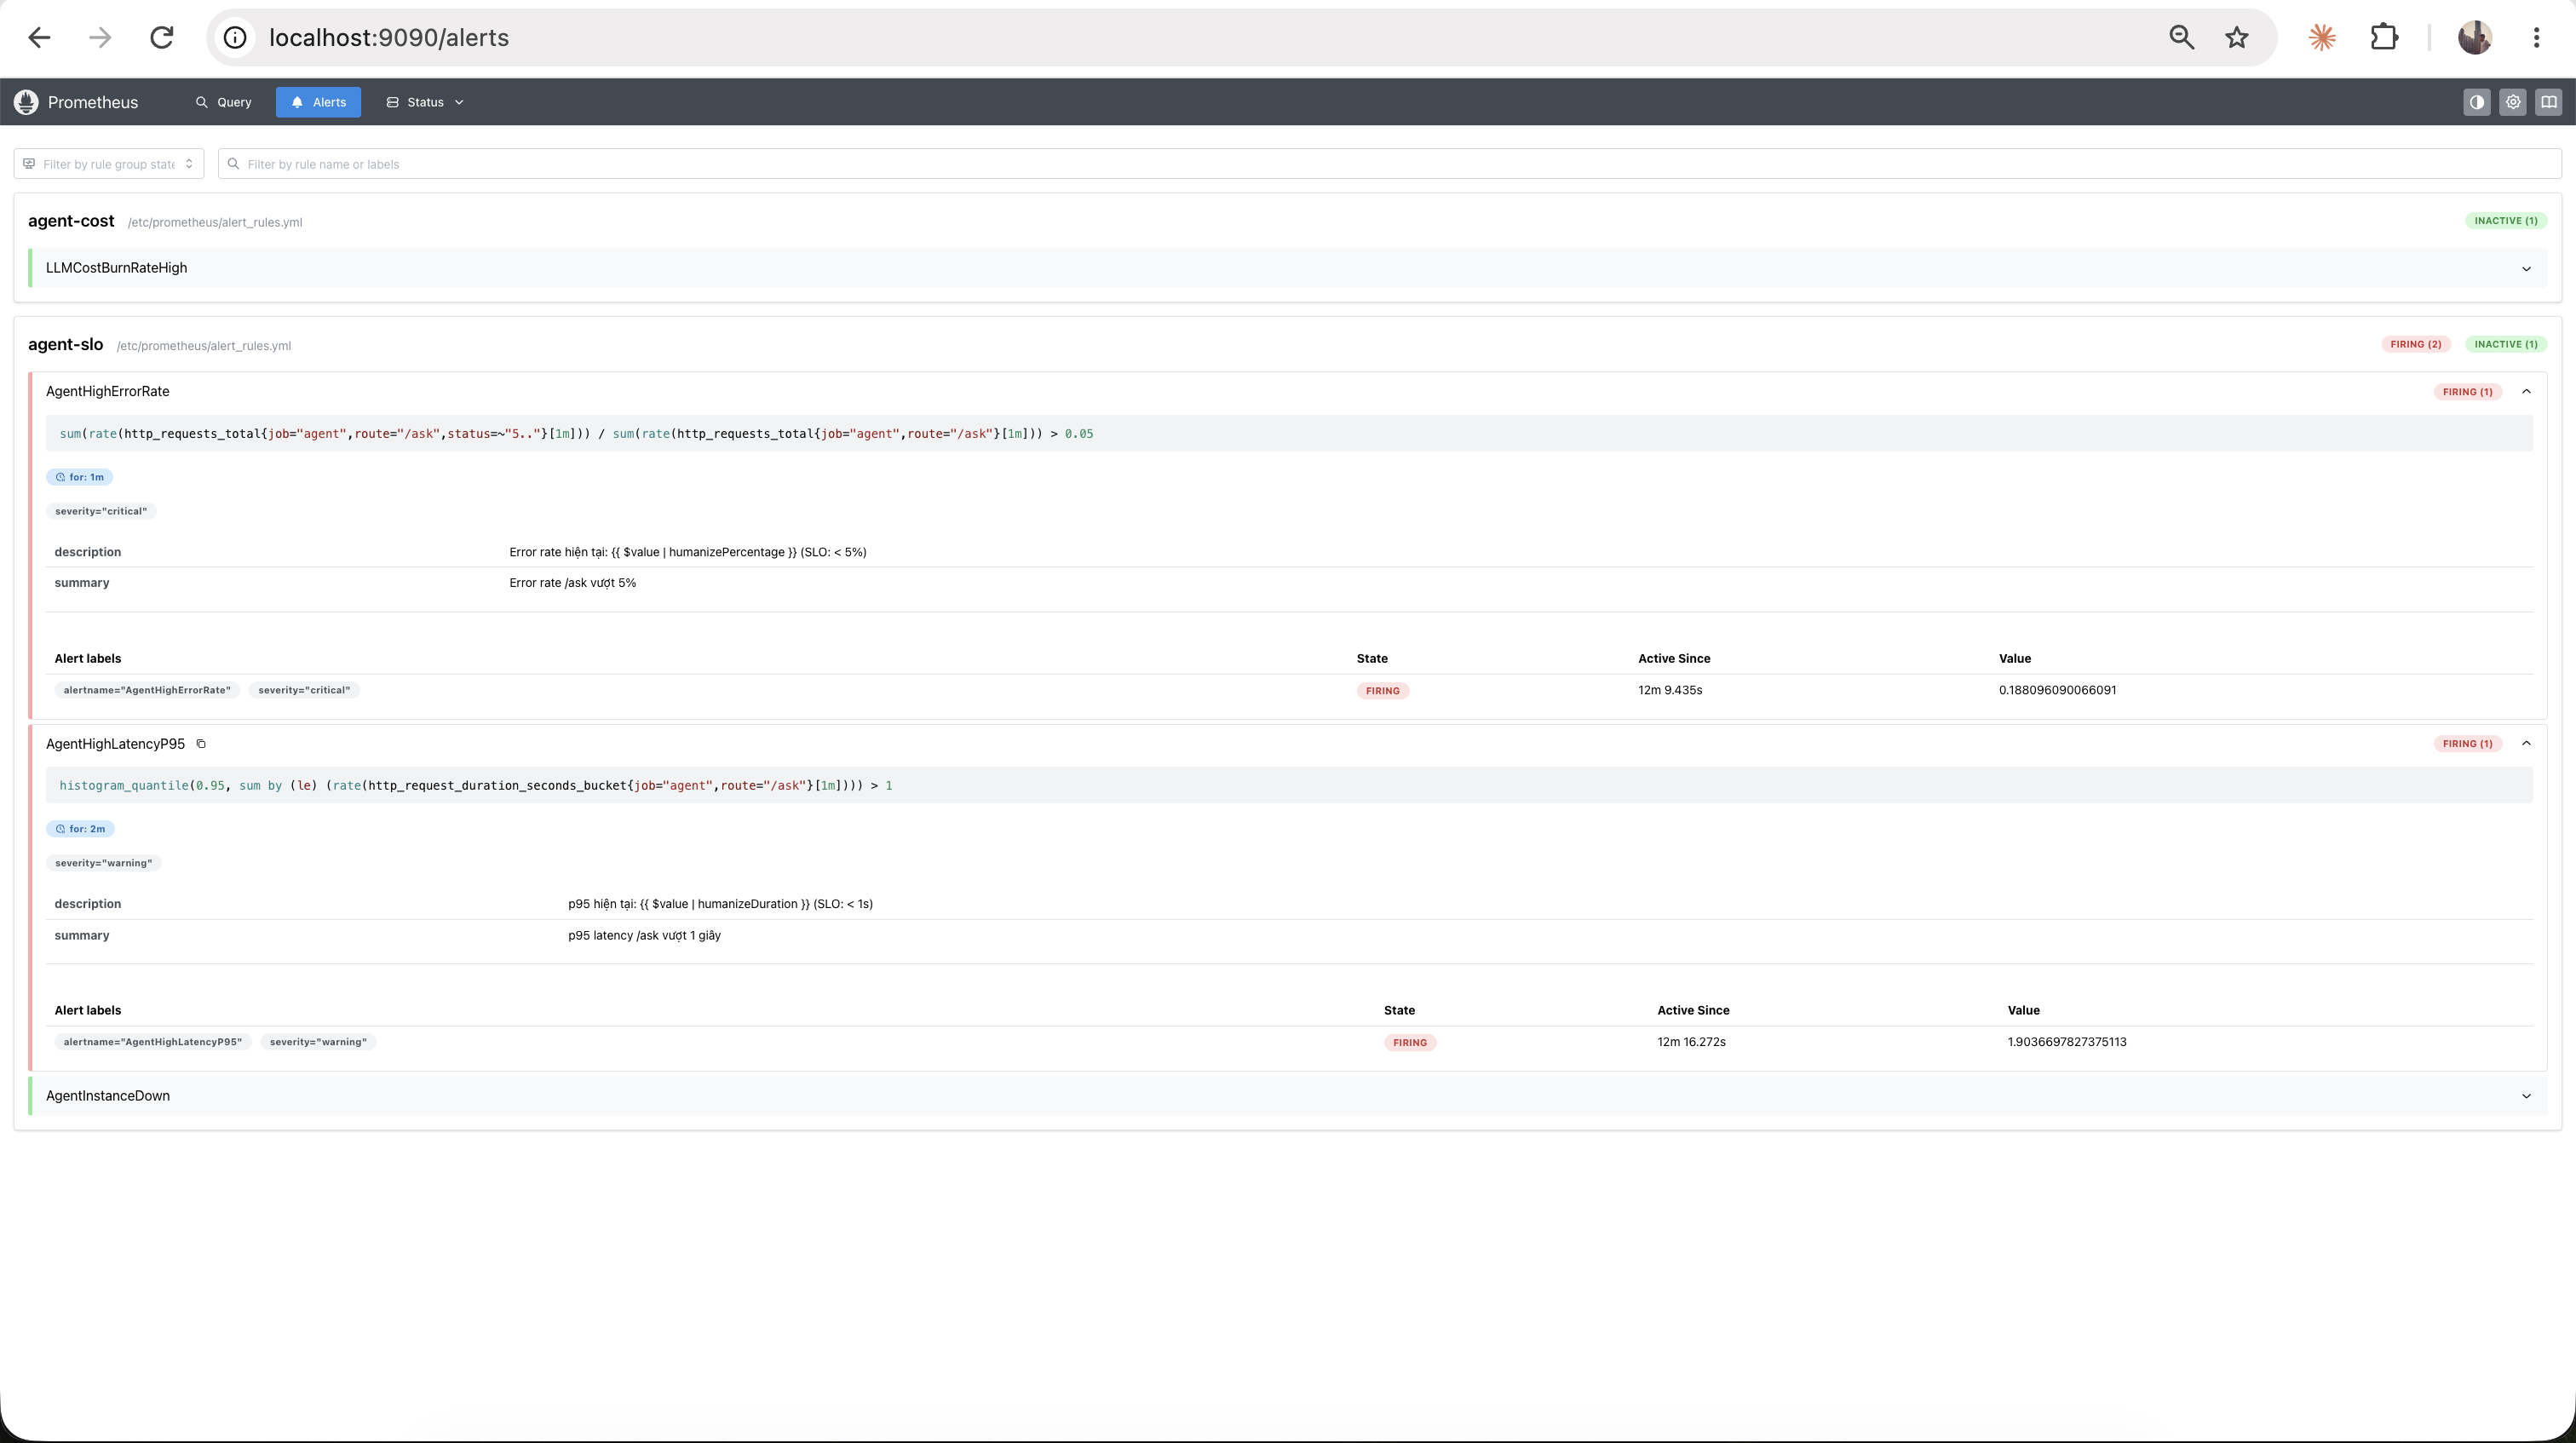 localhost:9090/alerts
Prometheus Query Alerts Status
Filter by rule group state Filter by rule name or labels
agent-cost /etc/prometheus/alert_rules.yml INACTIVE (1)
LLMCostBurnRateHigh
agent-slo /etc/prometheus/alert_rules.yml FIRING (2) INACTIVE (1)
AgentHighErrorRate FIRING (1)
sum(rate(http_requests_total{job="agent",route="/ask",status=~"5.."}[1m])) / sum(rate(http_requests_total{job="agent",route="/ask"}[1m])) > 0.05
for: 1m
severity="critical"
description Error rate hiện tại: {{ $value | humanizePercentage }} (SLO: < 5%)
summary Error rate /ask vượt 5%
Alert labels State Active Since Value
alertname="AgentHighErrorRate" severity="critical" FIRING 12m 9.435s 0.188096090066091
AgentHighLatencyP95 FIRING (1)
histogram_quantile(0.95, sum by (le) (rate(http_request_duration_seconds_bucket{job="agent",route="/ask"}[1m]))) > 1
for: 2m
severity="warning"
description p95 hiện tại: {{ $value | humanizeDuration }} (SLO: < 1s)
summary p95 latency /ask vượt 1 giây
Alert labels State Active Since Value
alertname="AgentHighLatencyP95" severity="warning" FIRING 12m 16.272s 1.9036697827375113
AgentInstanceDown